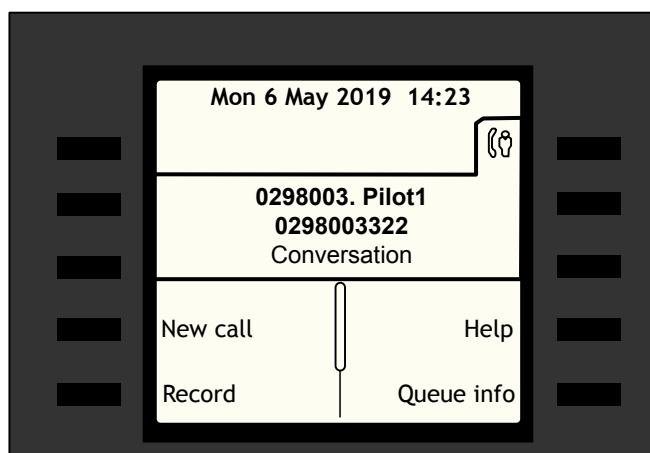 Mon 6 May 2019 14:23
0298003. Pilot1
0298003322
Conversation
New call
Help
Record
Queue info